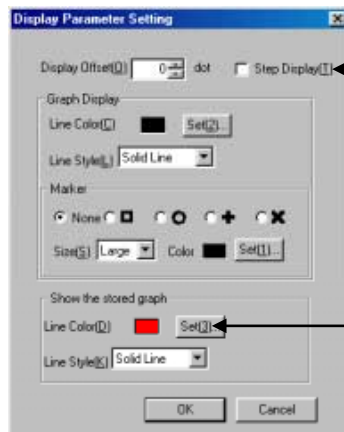 Display Parameter Setting
Display Offset(O) 0 dot Step Display(T)
Graph Display
Line Color(C) Set(2)...
Line Style(L) Solid Line
Marker
None
Size(S) Large Color Set(1)...
Show the stored graph
Line Color(D) Set(3)...
Line Style(K) Solid Line
OK Cancel